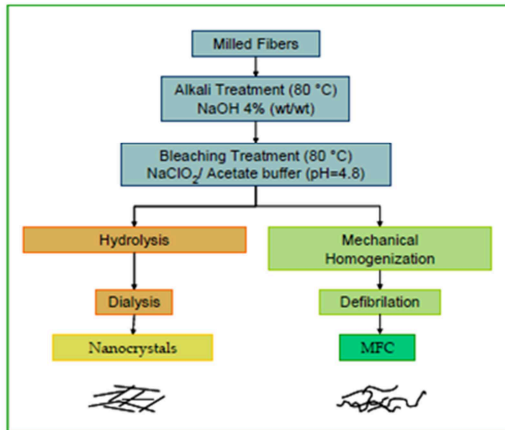 Milled Fibers
Alkali Treatment (80 °C)
NaOH 4% (wt/wt)
Bleaching Treatment (80 °C)
NaClO₂/ Acetate buffer (pH=4.8)
Hydrolysis
Mechanical
Homogenization
Dialysis
Defibrilation
Nanocrystals
MFC